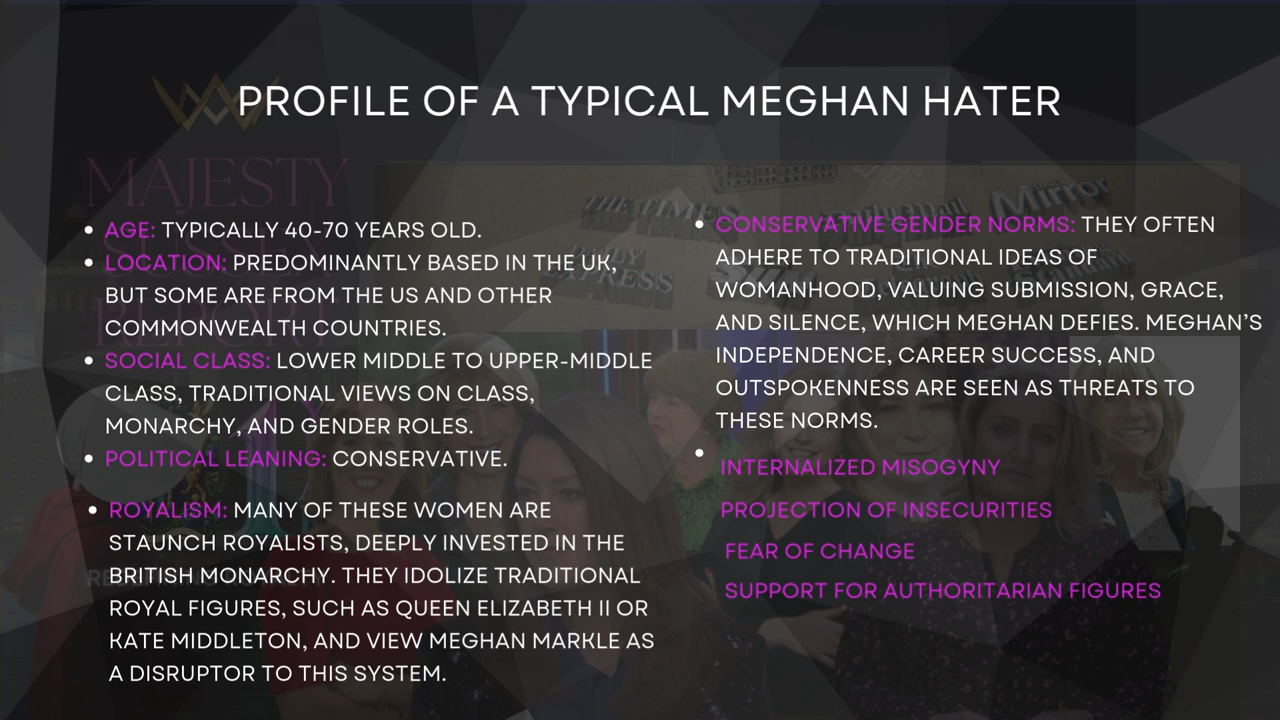 PROFILE OF A TYPICAL MEGHAN HATER
MAJESTY
SUSSEX
REPORT
THE TIMES
Daily Mail
Mirror
DAILY
EXPRESS
Standard
AGE: TYPICALLY 40-70 YEARS OLD.
LOCATION: PREDOMINANTLY BASED IN THE UK,
BUT SOME ARE FROM THE US AND OTHER
COMMONWEALTH COUNTRIES.
SOCIAL CLASS: LOWER MIDDLE TO UPPER-MIDDLE
CLASS, TRADITIONAL VIEWS ON CLASS,
MONARCHY, AND GENDER ROLES.
POLITICAL LEANING: CONSERVATIVE.
ROYALISM: MANY OF THESE WOMEN ARE
STAUNCH ROYALISTS, DEEPLY INVESTED IN THE
BRITISH MONARCHY. THEY IDOLIZE TRADITIONAL
ROYAL FIGURES, SUCH AS QUEEN ELIZABETH II OR
KATE MIDDLETON, AND VIEW MEGHAN MARKLE AS
A DISRUPTOR TO THIS SYSTEM.
CONSERVATIVE GENDER NORMS: THEY OFTEN
ADHERE TO TRADITIONAL IDEAS OF
WOMANHOOD, VALUING SUBMISSION, GRACE,
AND SILENCE, WHICH MEGHAN DEFIES. MEGHAN'S
INDEPENDENCE, CAREER SUCCESS, AND
OUTSPOKENNESS ARE SEEN AS THREATS TO
THESE NORMS.
INTERNALIZED MISOGYNY
PROJECTION OF INSECURITIES
FEAR OF CHANGE
SUPPORT FOR AUTHORITARIAN FIGURES